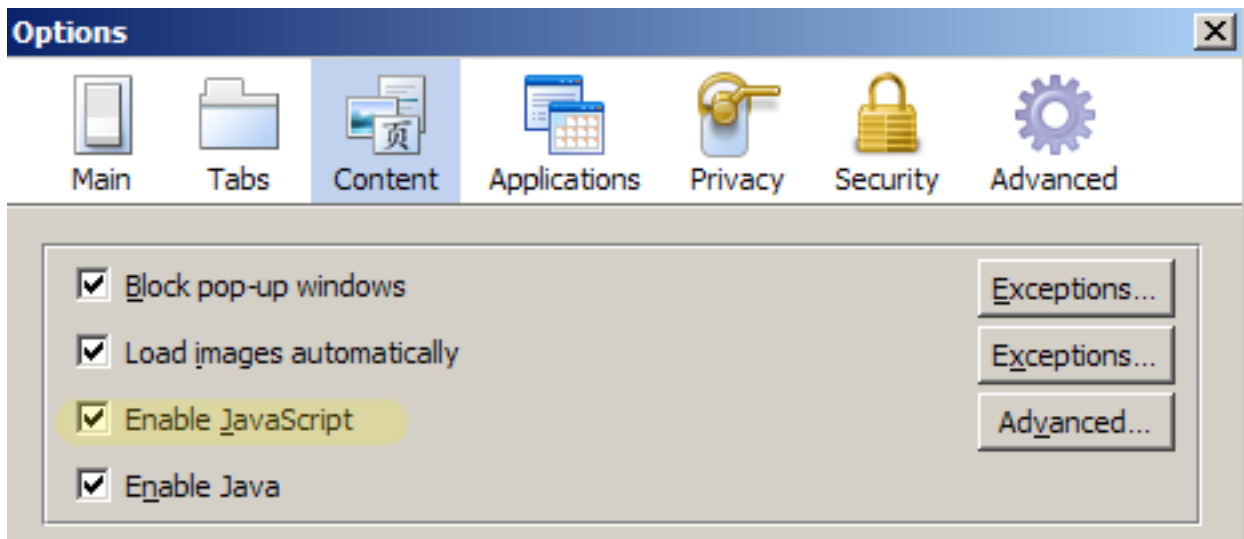 Options
Main Tabs Content Applications Privacy Security Advanced
页
Block pop-up windows Exceptions...
Load images automatically Exceptions...
Enable JavaScript Advanced...
Enable Java